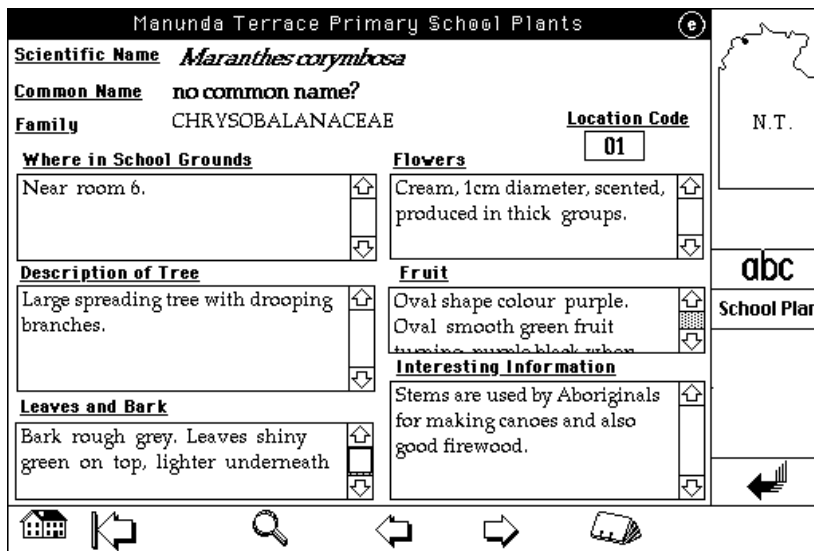 Manunda Terrace Primary School Plants
e
Scientific Name Maranthes corymbosa
Common Name no common name?
Family CHRYSOBALANACEAE
Location Code
01
N.T.
Where in School Grounds
Near room 6.
Flowers
Cream, 1cm diameter, scented,
produced in thick groups.
Description of Tree
Large spreading tree with drooping
branches.
Fruit
Oval shape colour purple.
Oval smooth green fruit
turning purple black when
abc
School Plan
Leaves and Bark
Bark rough grey. Leaves shiny
green on top, lighter underneath
Interesting Information
Stems are used by Aboriginals
for making canoes and also
good firewood.